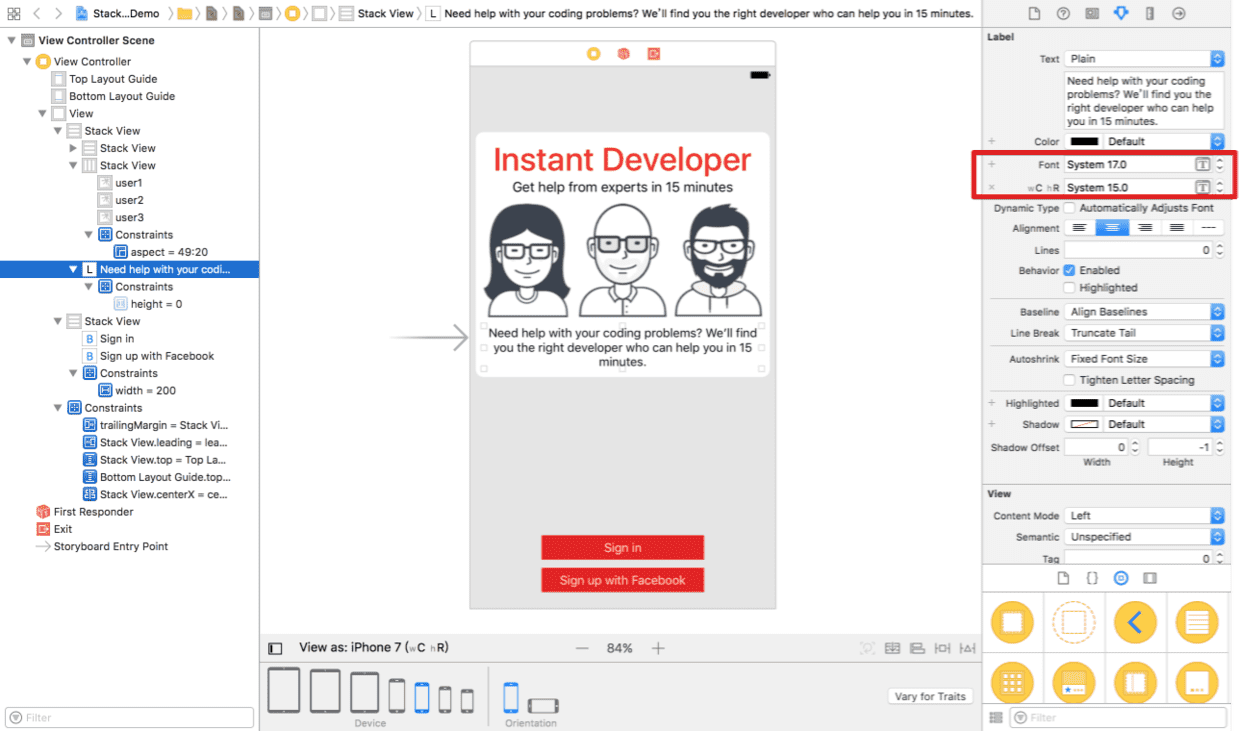 Stack...Demo
Stack View
L
Need help with your coding problems? We'll find you the right developer who can help you in 15 minutes.
View Controller Scene
View Controller
Top Layout Guide
Bottom Layout Guide
View
Stack View
Stack View
Stack View
user1
user2
user3
Constraints
aspect = 49:20
L Need help with your codi...
Constraints
height = 0
Stack View
B Sign in
B Sign up with Facebook
Constraints
width = 200
Constraints
trailingMargin = Stack Vi...
Stack View.leading = lea...
Stack View.top = Top La...
Bottom Layout Guide.top...
Stack View.centerX = ce...
First Responder
Exit
Storyboard Entry Point
Filter
Instant Developer
Get help from experts in 15 minutes
Need help with your coding problems? We'll find
you the right developer who can help you in 15
minutes.
Sign in
Sign up with Facebook
View as: iPhone 7 (wC hR)
84%
Device
Orientation
Vary for Traits
Label
Text Plain
Need help with your coding
problems? We'll find you the
right developer who can help
you in 15 minutes.
+ Color Default
+ Font System 17.0 T
× wC hR System 15.0 T
Dynamic Type Automatically Adjusts Font
Alignment
Lines 0
Behavior Enabled
Highlighted
Baseline Align Baselines
Line Break Truncate Tail
Autoshrink Fixed Font Size
Tighten Letter Spacing
+ Highlighted Default
+ Shadow Default
Shadow Offset 0 -1
Width Height
View
Content Mode Left
Semantic Unspecified
Tag 0
{}
Filter